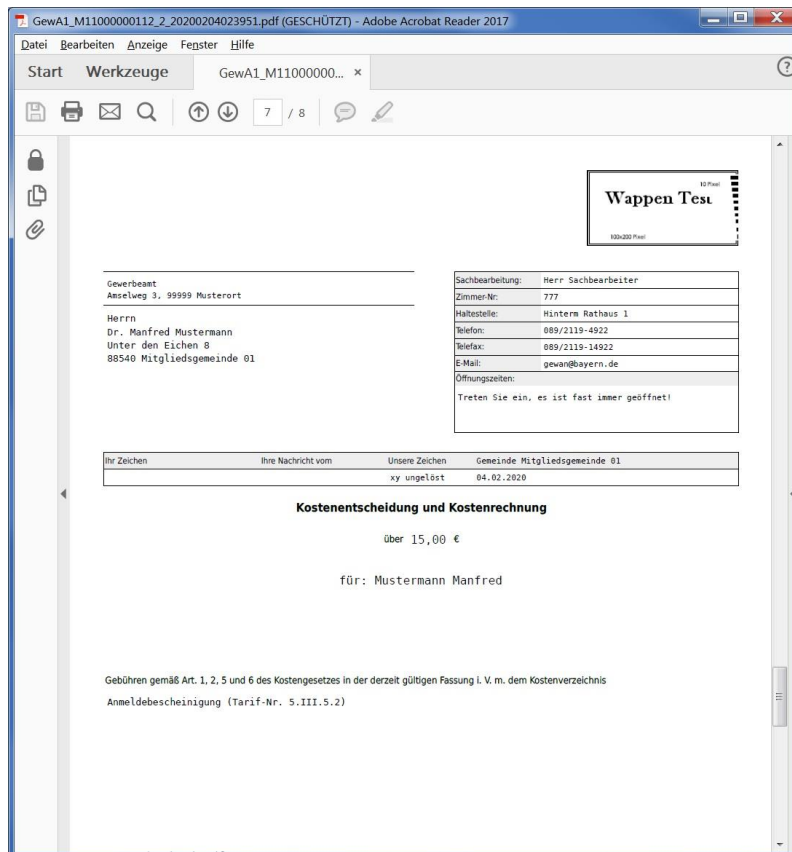 GewA1_M11000000112_2_20200204023951.pdf (GESCHÜTZT) - Adobe Acrobat Reader 2017
Datei Bearbeiten Anzeige Fenster Hilfe
Start Werkzeuge GewA1_M11000000... ×
7 / 8
10 Pixel
Wappen Test
100x200 Pixel
Gewerbeamt
Amselweg 3, 99999 Musterort
Herrn
Dr. Manfred Mustermann
Unter den Eichen 8
88540 Mitgliedsgemeinde 01
Sachbearbeitung: Herr Sachbearbeiter
Zimmer-Nr: 777
Haltestelle: Hinterm Rathaus 1
Telefon: 089/2119-4922
Telefax: 089/2119-14922
E-Mail: gewan@bayern.de
Öffnungszeiten:
Treten Sie ein, es ist fast immer geöffnet!
Ihr Zeichen Ihre Nachricht vom Unsere Zeichen Gemeinde Mitgliedsgemeinde 01
xy ungelöst 04.02.2020
Kostenentscheidung und Kostenrechnung
über 15,00 €
für: Mustermann Manfred
Gebühren gemäß Art. 1, 2, 5 und 6 des Kostengesetzes in der derzeit gültigen Fassung i. V. m. dem Kostenverzeichnis
Anmeldebescheinigung (Tarif-Nr. 5.III.5.2)